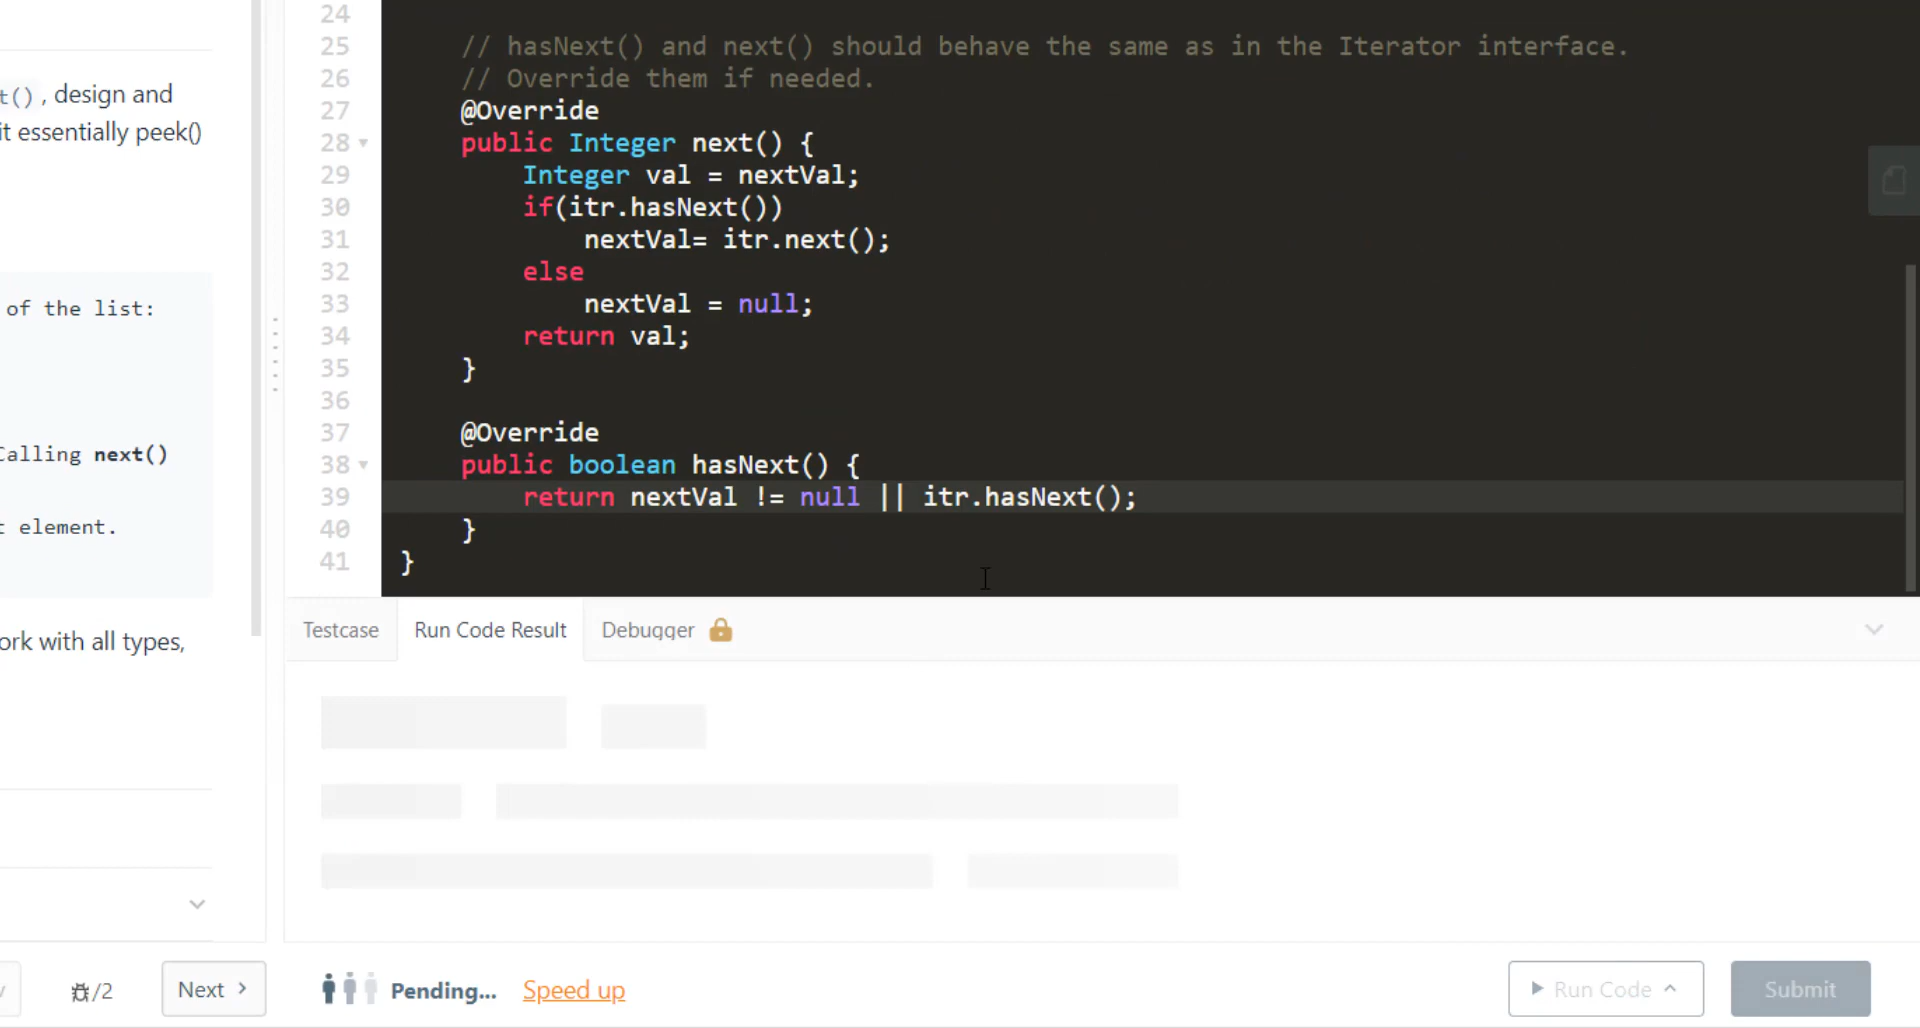 t(), design and
it essentially peek()
of the list:
Calling next()
t element.
ork with all types,
/2
Next
24
25 // hasNext() and next() should behave the same as in the Iterator interface.
26 // Override them if needed.
27 @Override
28 public Integer next() {
29 Integer val = nextVal;
30 if(itr.hasNext())
31 nextVal= itr.next();
32 else
33 nextVal = null;
34 return val;
35 }
36
37 @Override
38 public boolean hasNext() {
39 return nextVal != null || itr.hasNext();
40 }
41 }
Testcase Run Code Result Debugger
Pending... Speed up Run Code Submit